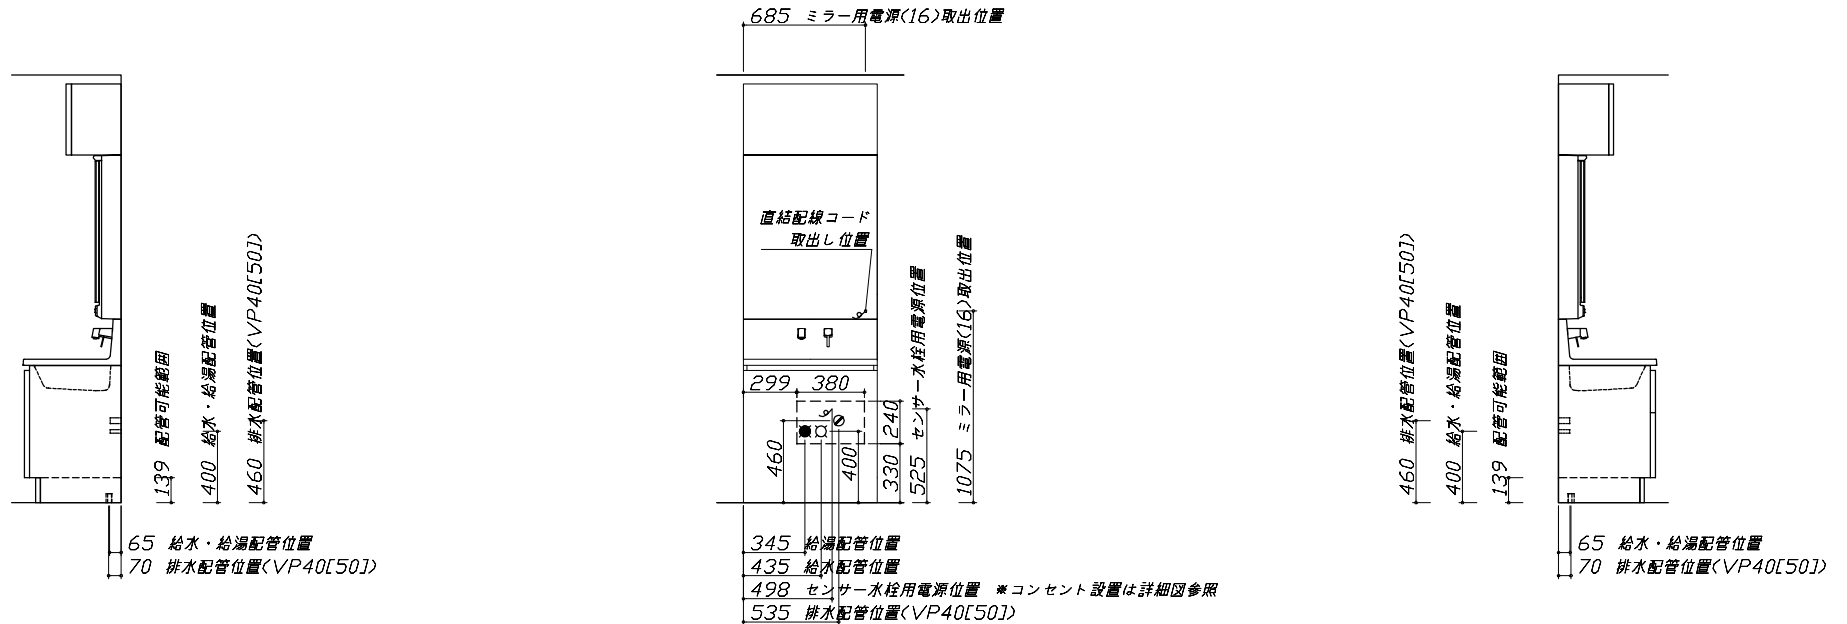 685 ミラー用電源(16)取出位置
直結配線コード
取出し位置
139 配管可能範囲
400 給水・給湯配管位置
460 排水配管位置(VP40[50])
65 給水・給湯配管位置
70 排水配管位置(VP40[50])
299
380
240
330
460
400
525 センサー水栓用電源位置
1075 ミラー用電源(16)取出位置
345 給湯配管位置
435 給水配管位置
498 センサー水栓用電源位置 ※コンセント設置は詳細図参照
535 排水配管位置(VP40[50])
460 排水配管位置(VP40[50])
400 給水・給湯配管位置
139 配管可能範囲
65 給水・給湯配管位置
70 排水配管位置(VP40[50])